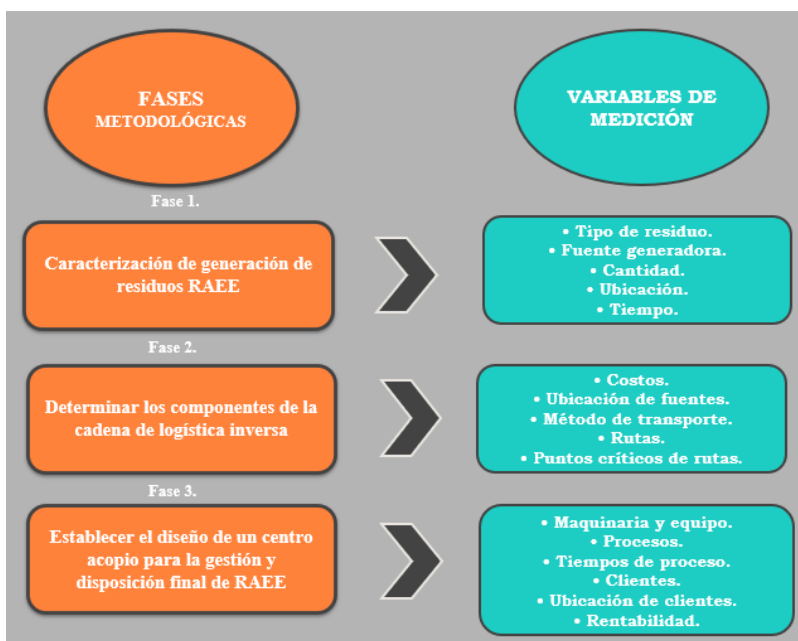 FASES
METODOLÓGICAS
VARIABLES DE
MEDICIÓN
Fase 1.
Caracterización de generación de
residuos RAEE
• Tipo de residuo.
• Fuente generadora.
• Cantidad.
• Ubicación.
• Tiempo.
Fase 2.
Determinar los componentes de la
cadena de logística inversa
• Costos.
• Ubicación de fuentes.
• Método de transporte.
• Rutas.
• Puntos críticos de rutas.
Fase 3.
Establecer el diseño de un centro
acopio para la gestión y
disposición final de RAEE
• Maquinaria y equipo.
• Procesos.
• Tiempos de proceso.
• Clientes.
• Ubicación de clientes.
• Rentabilidad.